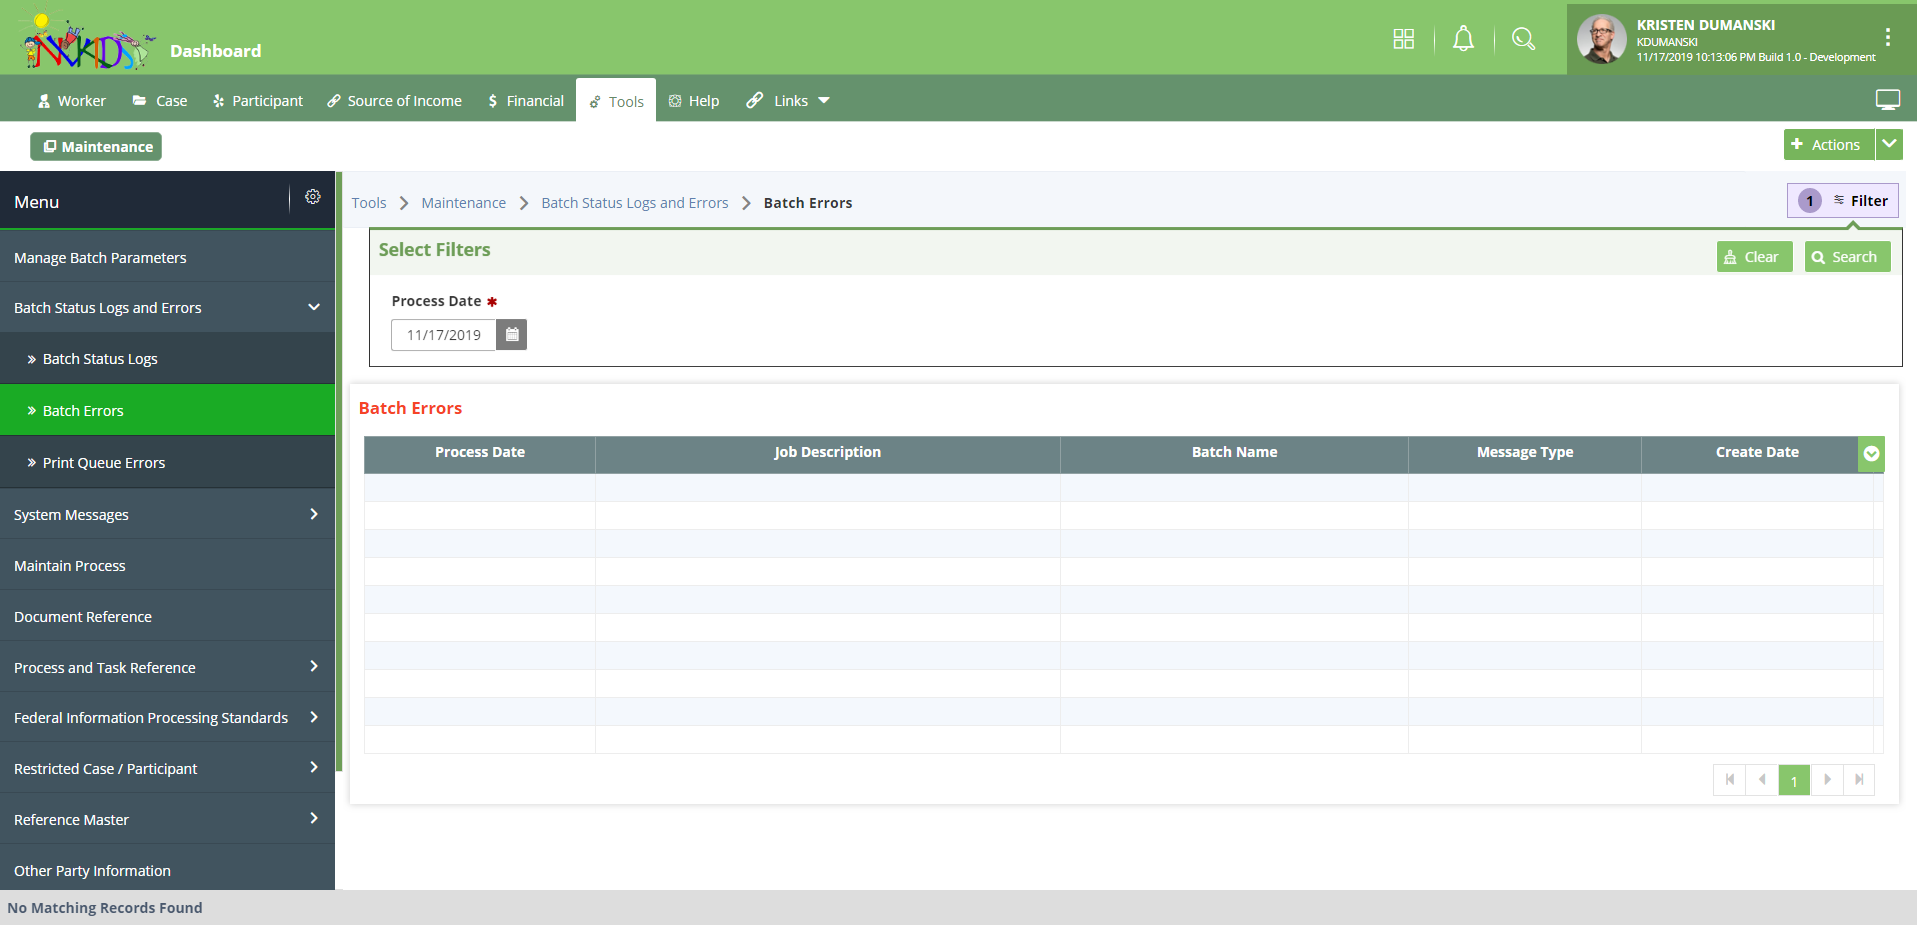 NVKIDS
Dashboard
KRISTEN DUMANSKI
KDUMANSKI
11/17/2019 10:13:06 PM Build 1.0 - Development
Worker
Case
Participant
Source of Income
$ Financial
Tools
Help
Links
Maintenance
+ Actions
Menu
Tools > Maintenance > Batch Status Logs and Errors > Batch Errors
1 Filter
Manage Batch Parameters
Batch Status Logs and Errors
» Batch Status Logs
» Batch Errors
» Print Queue Errors
System Messages
Maintain Process
Document Reference
Process and Task Reference
Federal Information Processing Standards
Restricted Case / Participant
Reference Master
Other Party Information
Select Filters
Clear
Search
Process Date ✱
11/17/2019
Batch Errors
Process Date
Job Description
Batch Name
Message Type
Create Date
1
No Matching Records Found